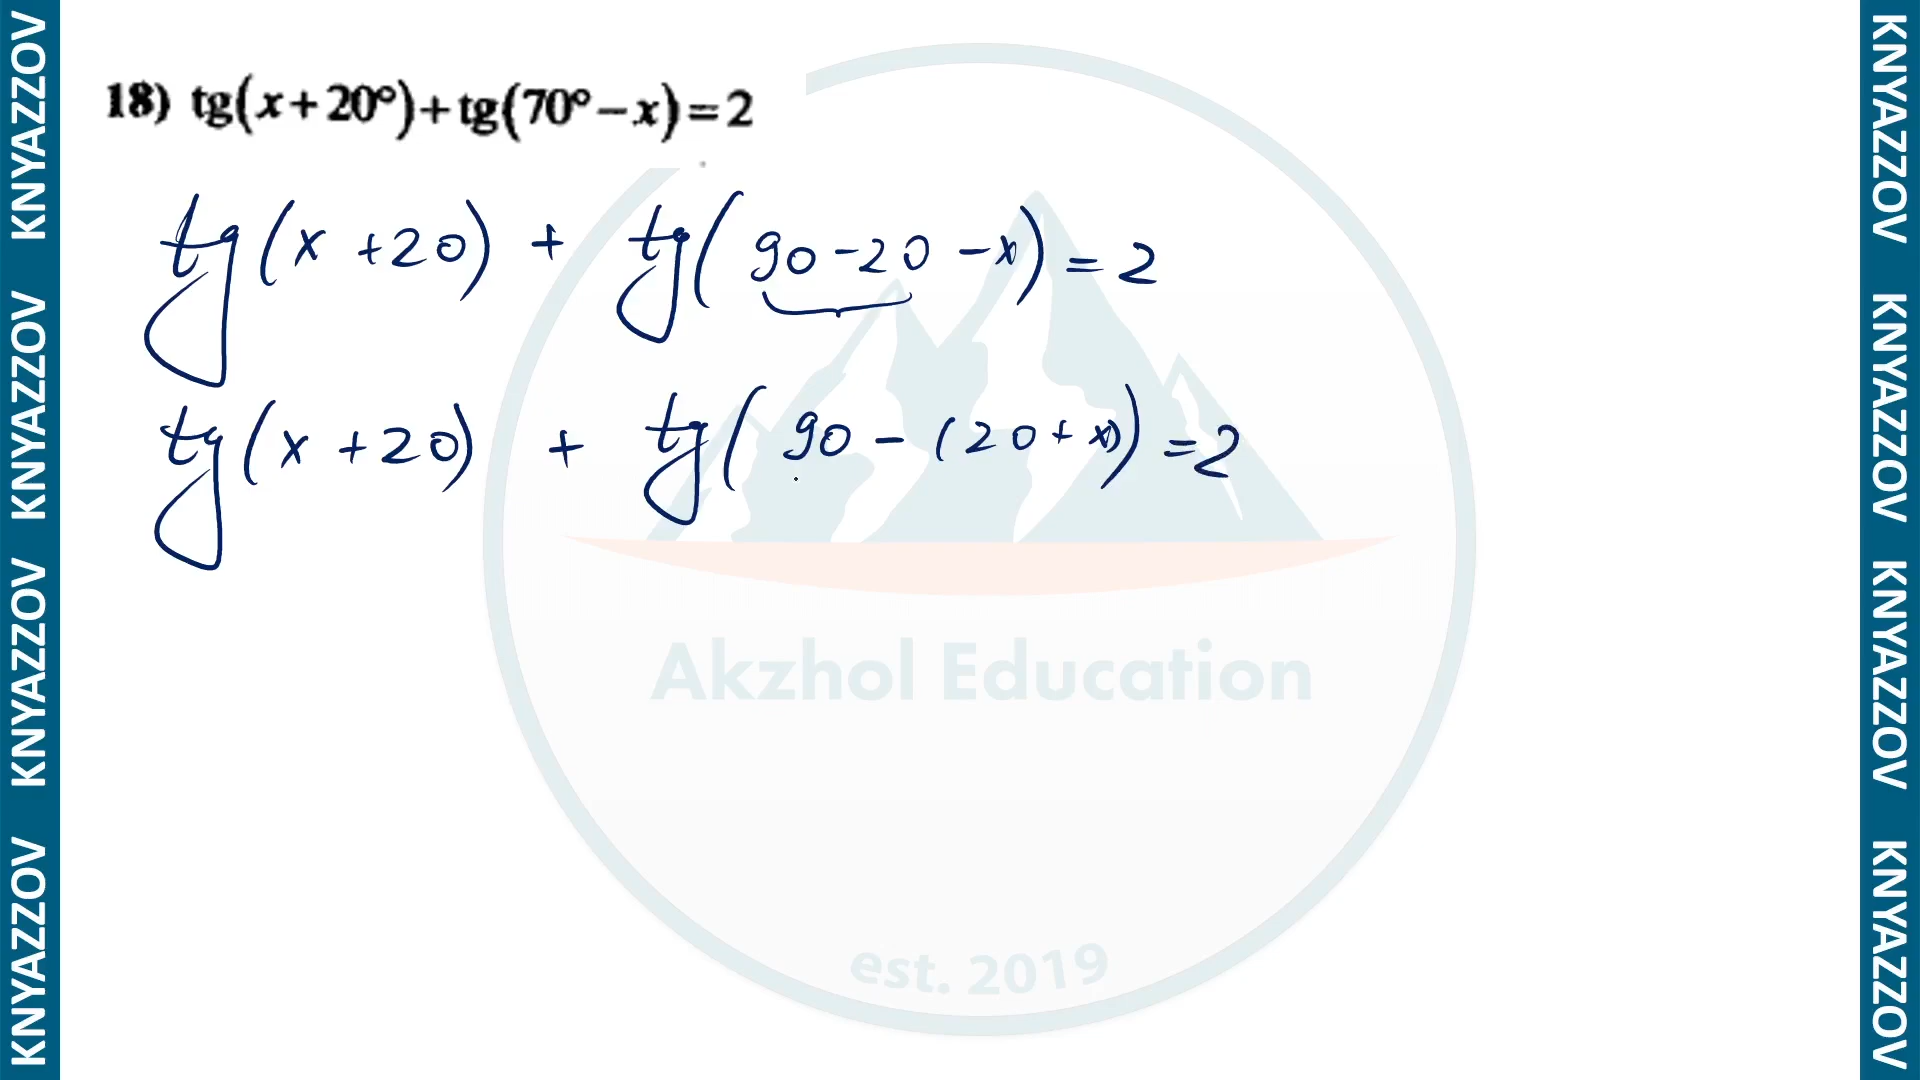 KNYAZZOV KNYAZZOV KNYAZZOV KNYAZZOV
18) tg(x+20°)+tg(70°−x)=2
tg(x+20) + tg(90-20-x)=2
tg(x+20) + tg(90-(20+x))=2
Akzhol Education
est. 2019
KNYAZZOV KNYAZZOV KNYAZZOV KNYAZZOV